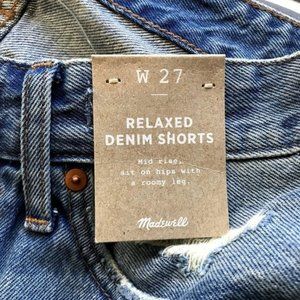 W 27
RELAXED
DENIM SHORTS
Mid rise,
sit on hips with
a roomy leg.
Madewell